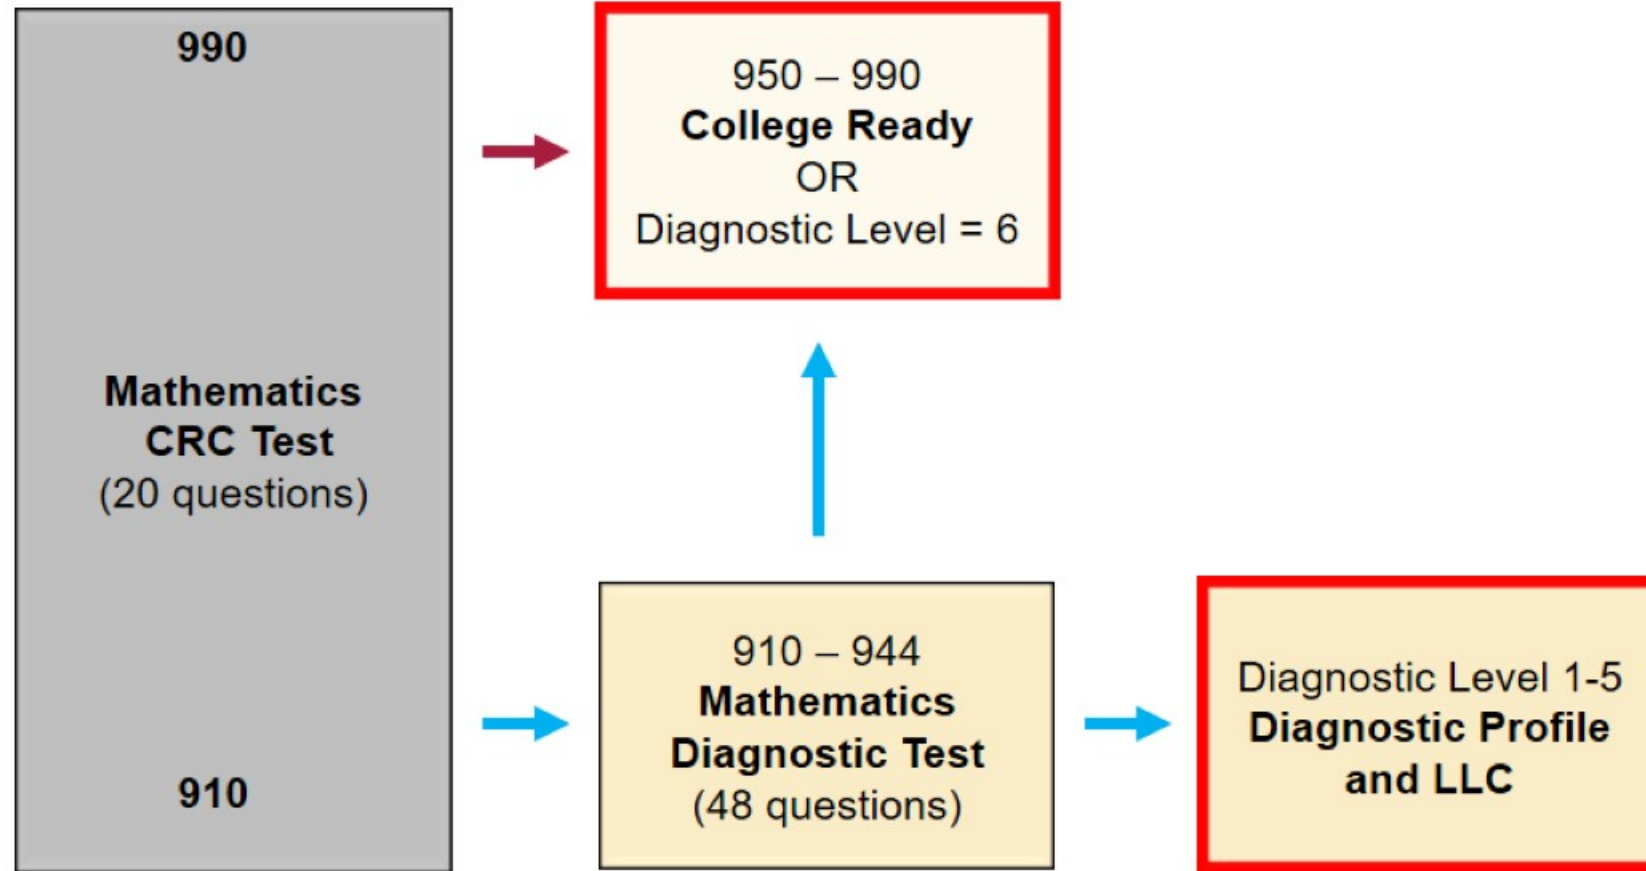 990
Mathematics
CRC Test
(20 questions)
910
950 – 990
College Ready
OR
Diagnostic Level = 6
910 – 944
Mathematics
Diagnostic Test
(48 questions)
Diagnostic Level 1-5
Diagnostic Profile
and LLC